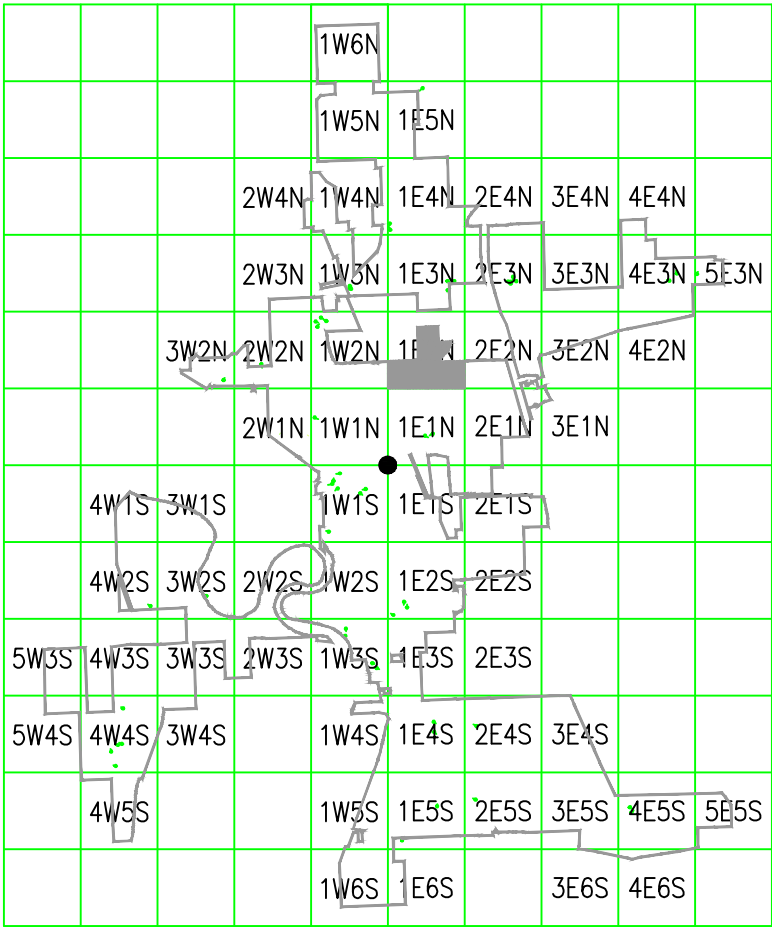 1W6N
1W5N 1E5N
2W4N 1W4N 1E4N 2E4N 3E4N 4E4N
2W3N 1W3N 1E3N 2E3N 3E3N 4E3N 5E3N
3W2N 2W2N 1W2N 2E2N 3E2N 4E2N
2W1N 1W1N 1E1N 2E1N 3E1N
4W1S 3W1S 1W1S 1E1S 2E1S
4W2S 3W2S 2W2S 1W2S 1E2S 2E2S
5W3S 4W3S 3W3S 2W3S 1W3S 1E3S 2E3S
5W4S 4W4S 3W4S 1W4S 1E4S 2E4S 3E4S
4W5S 1W5S 1E5S 2E5S 3E5S 4E5S 5E5S
1W6S 1E6S 3E6S 4E6S